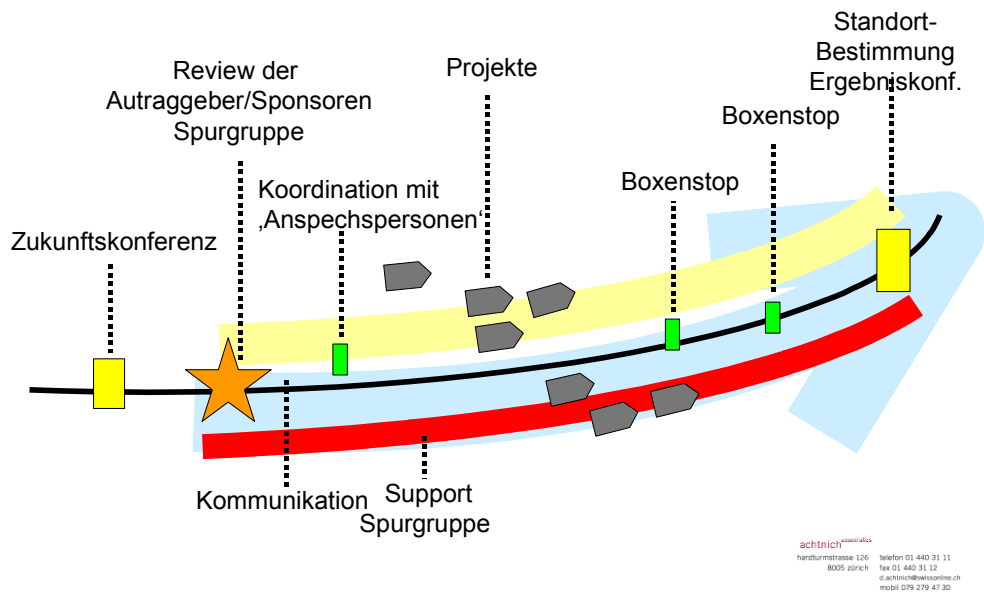 Standort-
Bestimmung
Ergebniskonf.
Review der
Autraggeber/Sponsoren
Spurgruppe
Projekte
Boxenstop
Boxenstop
Koordination mit
‚Anspechspersonen‘
Zukunftskonferenz
Kommunikation
Support
Spurgruppe
achtnich associates
hardturmstrasse 126 telefon 01 440 31 11
8005 zürich fax 01 440 31 12
d.achtnich@swissonline.ch
mobil 079 279 47 30